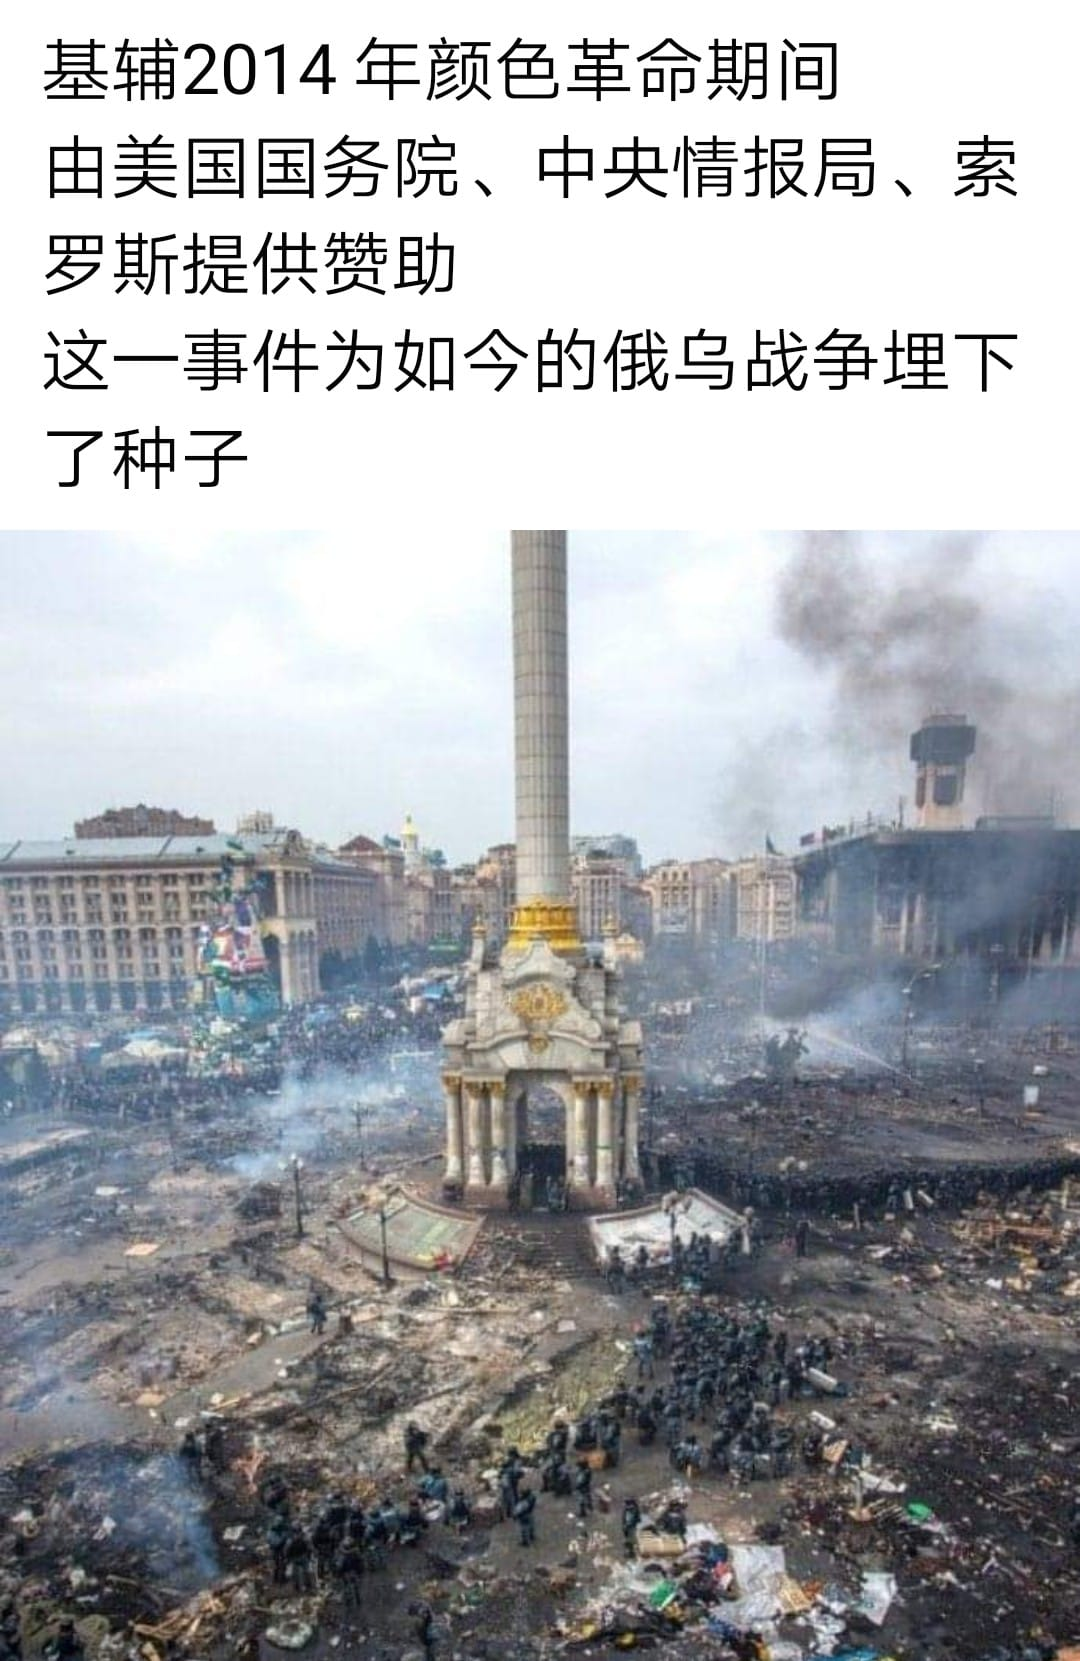 基辅2014 年颜色革命期间
由美国国务院、中央情报局、索
罗斯提供赞助
这一事件为如今的俄乌战争埋下
了种子